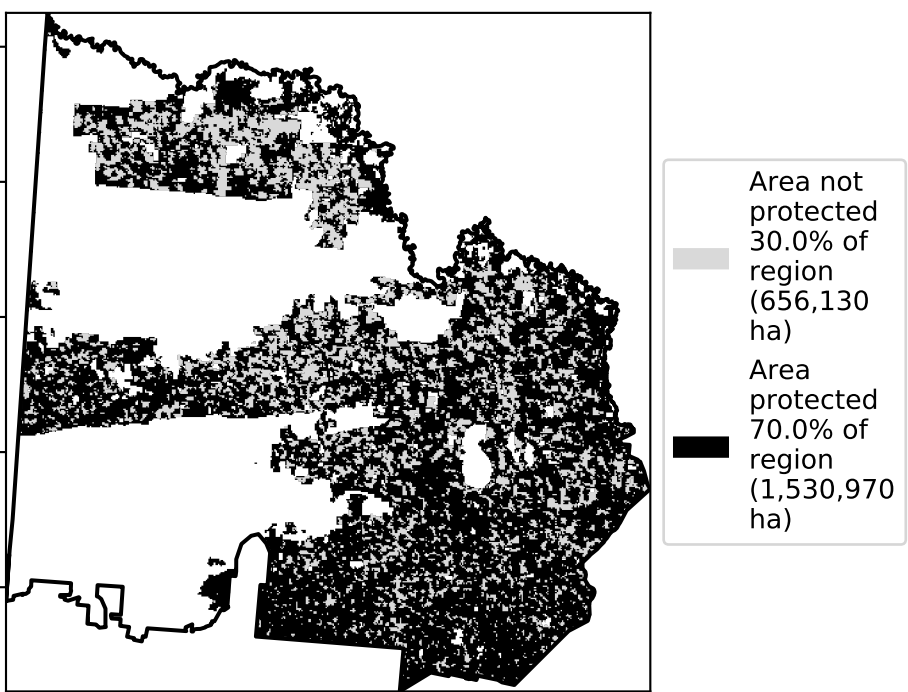 Area not
protected
30.0% of
region
(656,130
ha)
Area
protected
70.0% of
region
(1,530,970
ha)